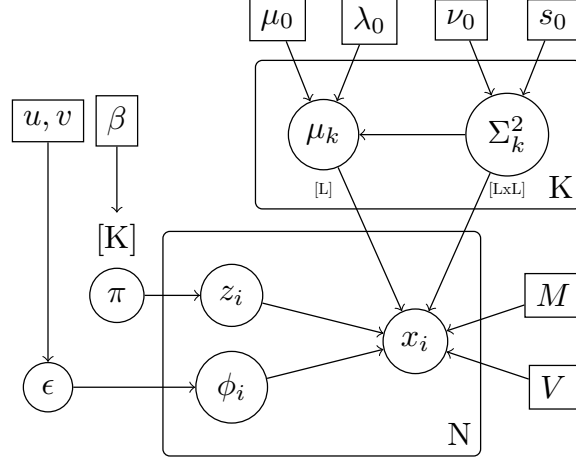 μ₀ λ₀ ν₀ s₀
u, v β
μₖ Σ²ₖ
[L] [LxL] K
[K]
π zᵢ M
xᵢ
ϵ ϕᵢ V
N